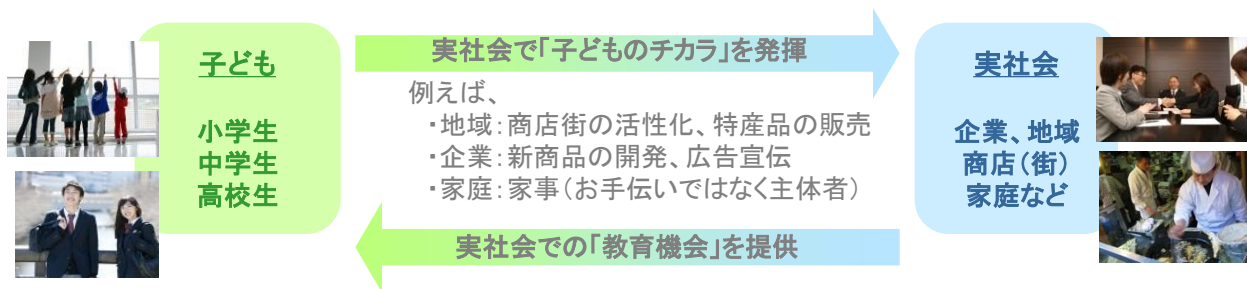 子ども
小学生
中学生
高校生
実社会で「子どものチカラ」を発揮
例えば、
・地域：商店街の活性化、特産品の販売
・企業：新商品の開発、広告宣伝
・家庭：家事（お手伝いではなく主体者）
実社会での「教育機会」を提供
実社会
企業、地域
商店（街）
家庭など